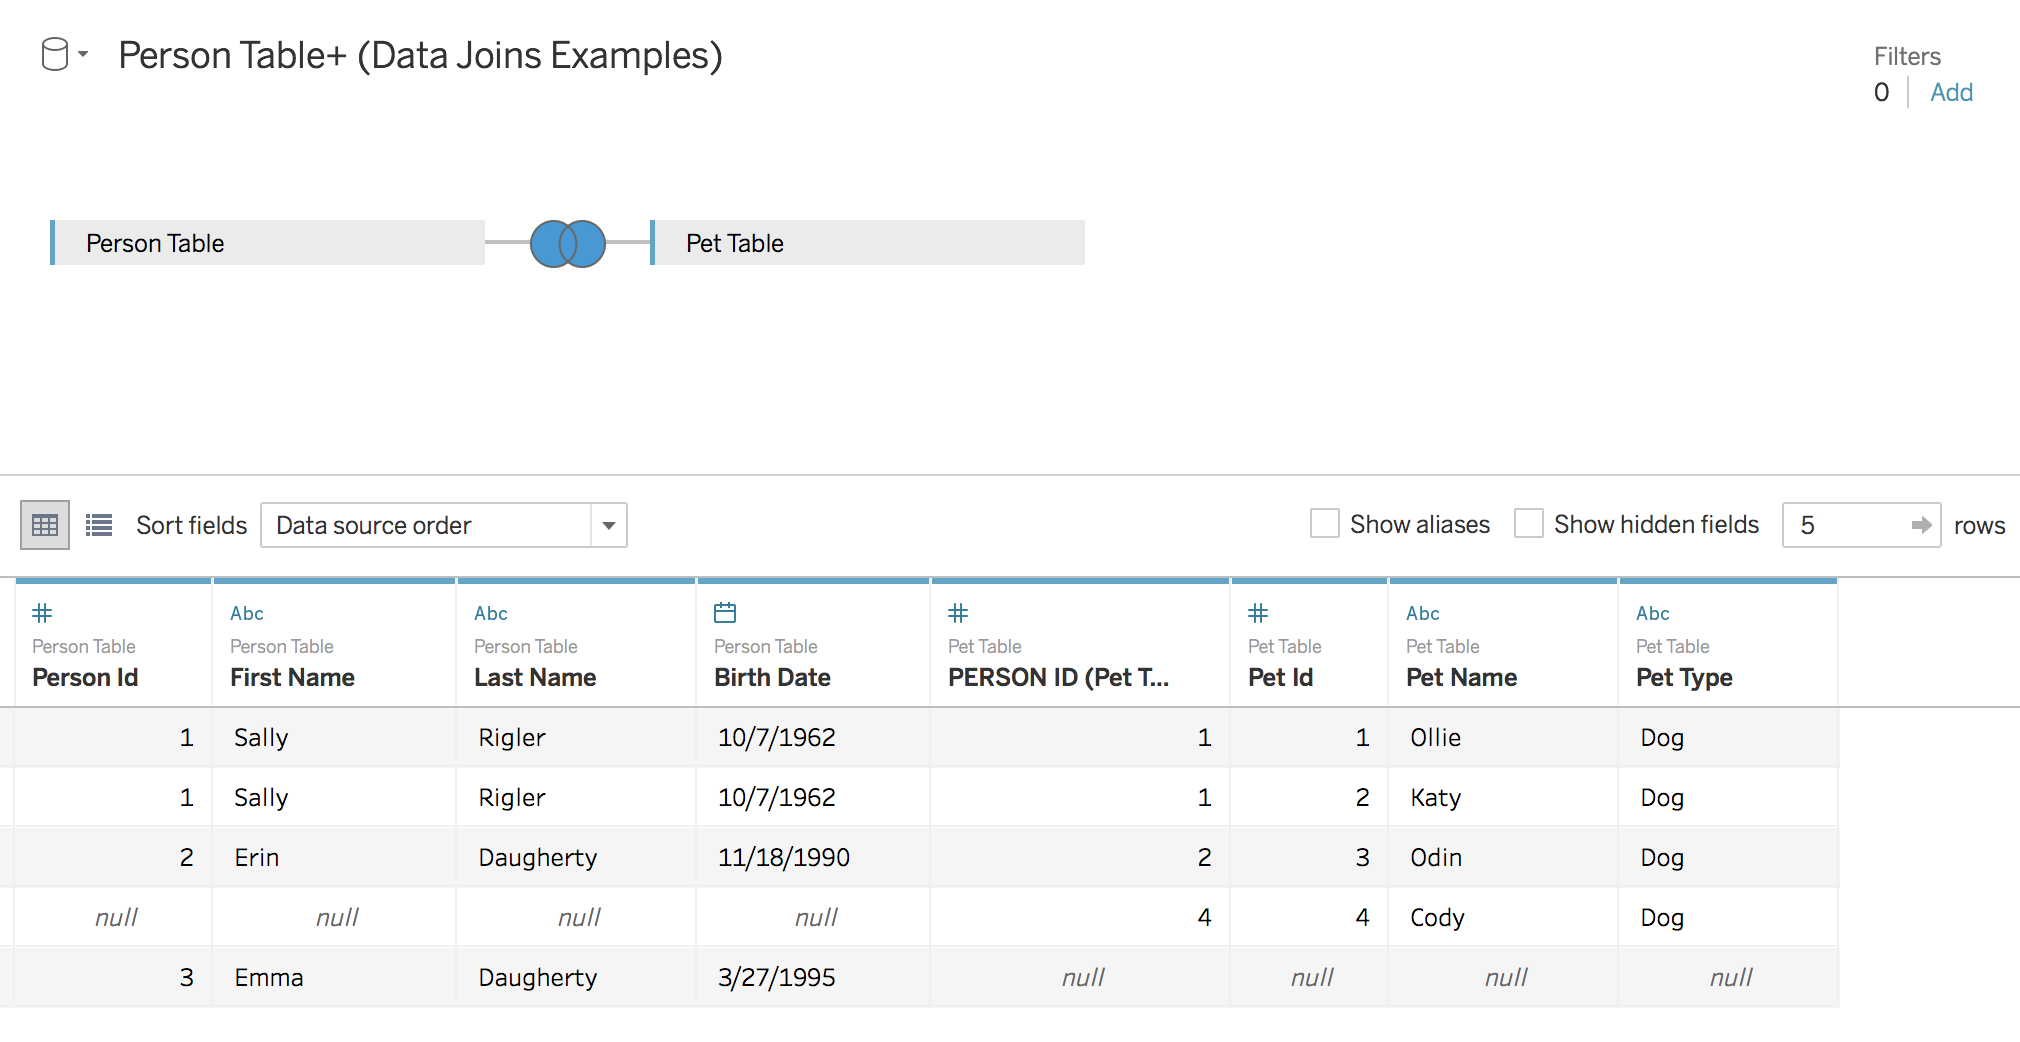 Person Table+ (Data Joins Examples)
Filters
0 Add
Person Table Pet Table
Sort fields Data source order Show aliases Show hidden fields 5 rows
# Abc Abc # # Abc Abc
Person Table Person Table Person Table Person Table Pet Table Pet Table Pet Table Pet Table
Person Id First Name Last Name Birth Date PERSON ID (Pet T... Pet Id Pet Name Pet Type
1 Sally Rigler 10/7/1962 1 1 Ollie Dog
1 Sally Rigler 10/7/1962 1 2 Katy Dog
2 Erin Daugherty 11/18/1990 2 3 Odin Dog
null null null null 4 4 Cody Dog
3 Emma Daugherty 3/27/1995 null null null null